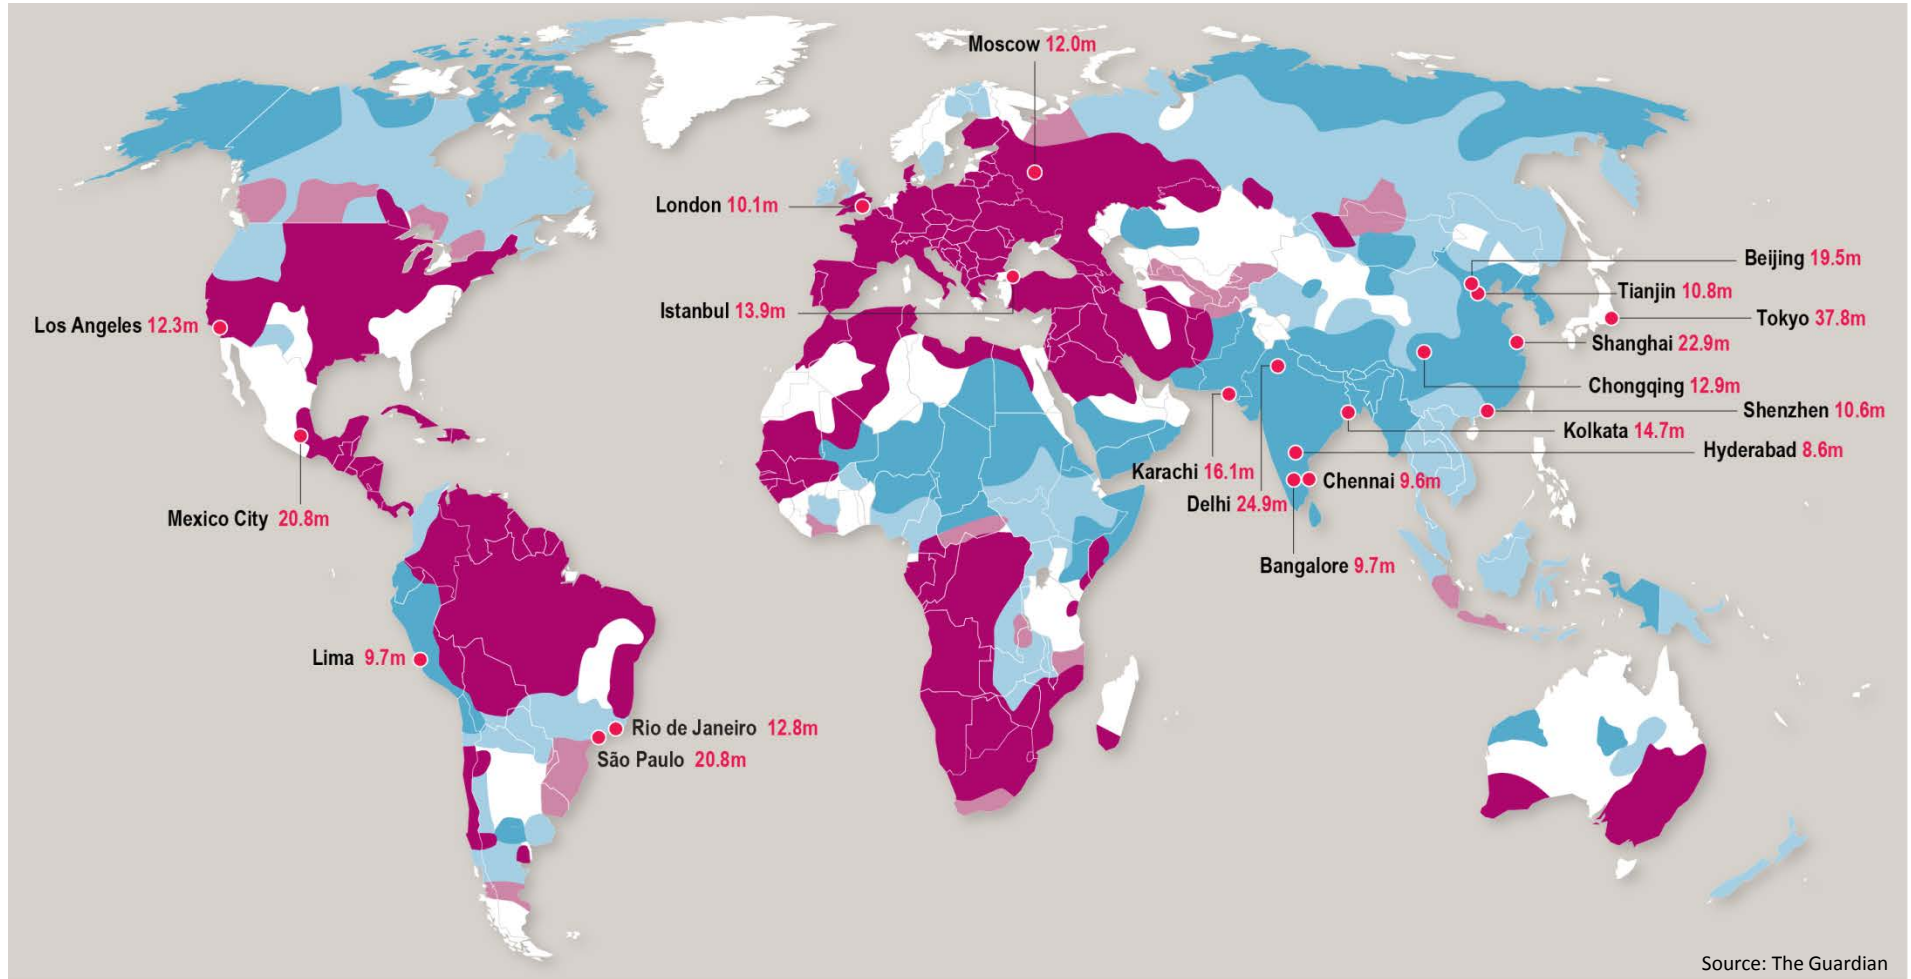 Moscow 12.0m
London 10.1m
Beijing 19.5m
Tianjin 10.8m
Istanbul 13.9m
Los Angeles 12.3m
Tokyo 37.8m
Shanghai 22.9m
Chongqing 12.9m
Shenzhen 10.6m
Kolkata 14.7m
Hyderabad 8.6m
Karachi 16.1m
Chennai 9.6m
Delhi 24.9m
Mexico City 20.8m
Bangalore 9.7m
Lima 9.7m
Rio de Janeiro 12.8m
São Paulo 20.8m
Source: The Guardian